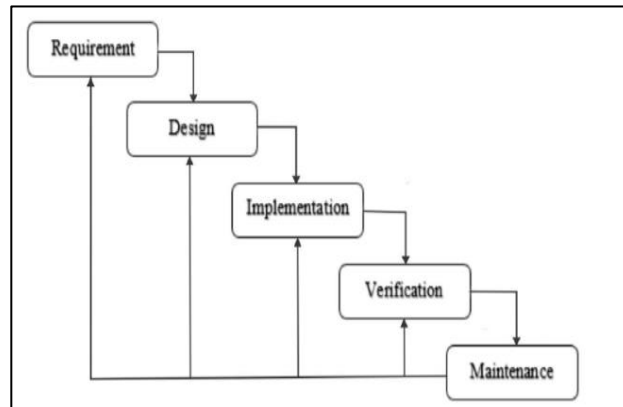 Requirement
Design
Implementation
Verification
Maintenance